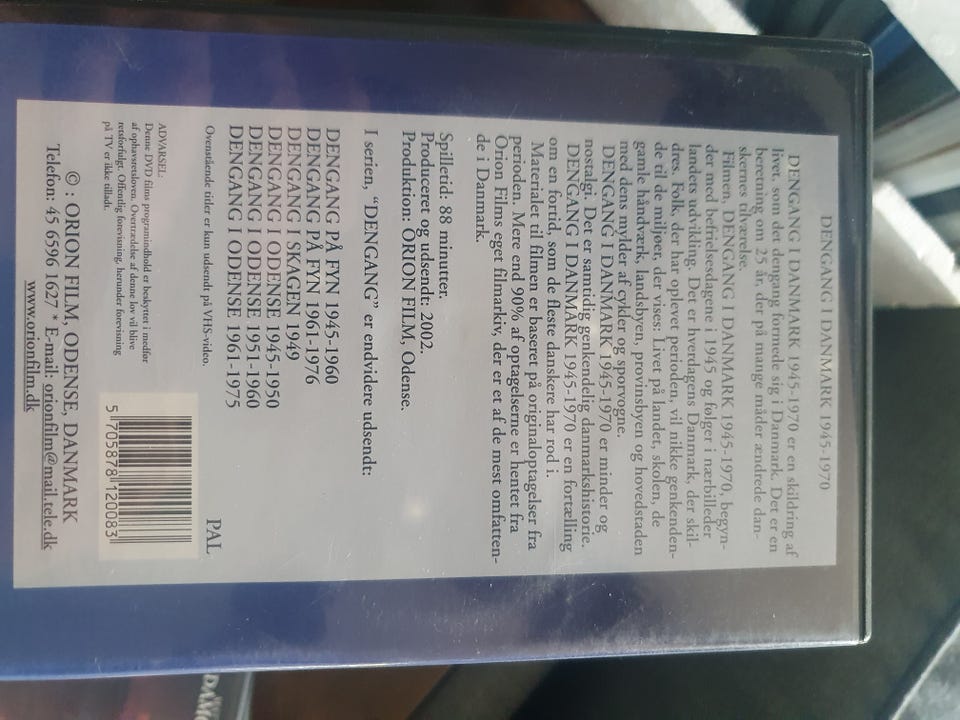 DENGANG I DANMARK 1945-1970
DENGANG I DANMARK 1945-1970 er en skildring af
livet, som det dengang formede sig i Danmark. Det er en
beretning om 25 år, der på mange måder ændrede dan-
skernes tilværelse.
Filmen, DENGANG I DANMARK 1945-1970, begyn-
der med befrielsesdagene i 1945 og følger i nærbilleder
landets udvikling. Det er hverdagens Danmark, der skil-
dres. Folk, der har oplevet perioden, vil nikke genkenden-
de til de miljøer, der vises: Livet på landet, skolen, de
gamle håndværk, landsbyen, provinsbyen og hovedstaden
med dens mylder af cykler og sporvogne.
DENGANG I DANMARK 1945-1970 er minder og
nostalgi. Det er samtidig genkendelig danmarkshistorie.
DENGANG I DANMARK 1945-1970 er en fortælling
om en fortid, som de fleste danskere har rod i.
Materialet til filmen er baseret på originaloptagelser fra
perioden. Mere end 90% af optagelserne er hentet fra
Orion Films eget filmarkiv, der er et af de mest omfatten-
de i Danmark.
Spilletid: 88 minutter.
Produceret og udsendt: 2002.
Produktion: ORION FILM, Odense.
I serien, "DENGANG" er endvidere udsendt:
DENGANG PÅ FYN 1945-1960
DENGANG PÅ FYN 1961-1976
DENGANG I SKAGEN 1949
DENGANG I ODENSE 1945-1950
DENGANG I ODENSE 1951-1960
DENGANG I ODENSE 1961-1975
Ovenstående titler er kun udsendt på VHS-video.
PAL
ADVARSEL:
Denne DVD films programindhold er beskyttet i medfør
af ophavsretsloven. Overtrædelse af denne lov vil blive
retsforfulgt. Offentlig forevisning, herunder forevisning
på TV er ikke tilladt.
5 705878 120083
© : ORION FILM, ODENSE, DANMARK
Telefon: 45 6596 1627 * E-mail: orionfilm@mail.tele.dk
www.orionfilm.dk